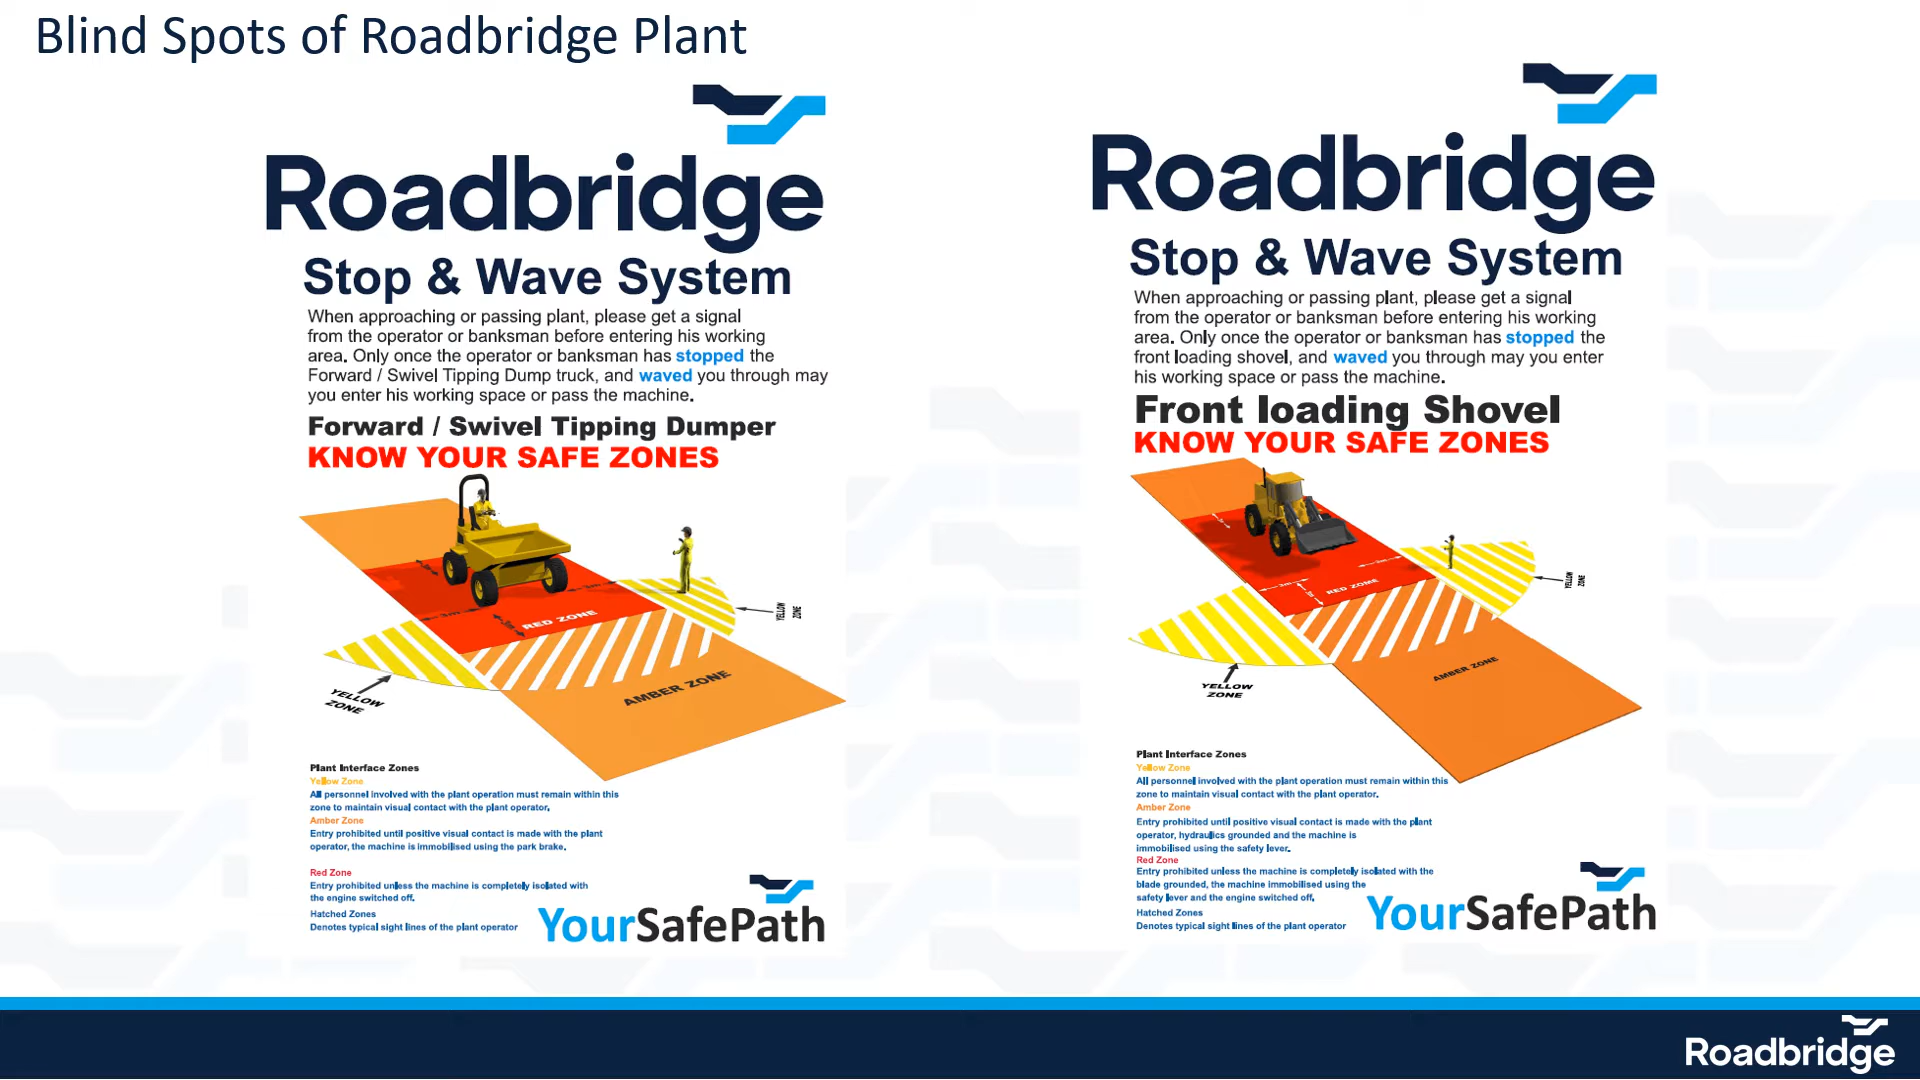 Blind Spots of Roadbridge Plant
Roadbridge
Stop & Wave System
When approaching or passing plant, please get a signal
from the operator or banksman before entering his working
area. Only once the operator or banksman has stopped the
Forward / Swivel Tipping Dump truck, and waved you through may
you enter his working space or pass the machine.
Forward / Swivel Tipping Dumper
KNOW YOUR SAFE ZONES
3m
3m
RED ZONE
YELLOW
ZONE
AMBER ZONE
YELLOW
ZONE
Plant Interface Zones
Yellow Zone
All personnel involved with the plant operation must remain within this
zone to maintain visual contact with the plant operator.
Amber Zone
Entry prohibited until positive visual contact is made with the plant
operator, the machine is immobilised using the park brake.
Red Zone
Entry prohibited unless the machine is completely isolated with
the engine switched off.
Hatched Zones
Denotes typical sight lines of the plant operator
YourSafePath
Roadbridge
Stop & Wave System
When approaching or passing plant, please get a signal
from the operator or banksman before entering his working
area. Only once the operator or banksman has stopped the
front loading shovel, and waved you through may you enter
his working space or pass the machine.
Front loading Shovel
KNOW YOUR SAFE ZONES
3m
3m
RED ZONE
YELLOW
ZONE
AMBER ZONE
YELLOW
ZONE
Plant Interface Zones
Yellow Zone
All personnel involved with the plant operation must remain within this
zone to maintain visual contact with the plant operator.
Amber Zone
Entry prohibited until positive visual contact is made with the plant
operator, hydraulics grounded and the machine is
immobilised using the safety lever.
Red Zone
Entry prohibited unless the machine is completely isolated with the
blade grounded, the machine immobilised using the
safety lever and the engine switched off.
Hatched Zones
Denotes typical sight lines of the plant operator
YourSafePath
Roadbridge